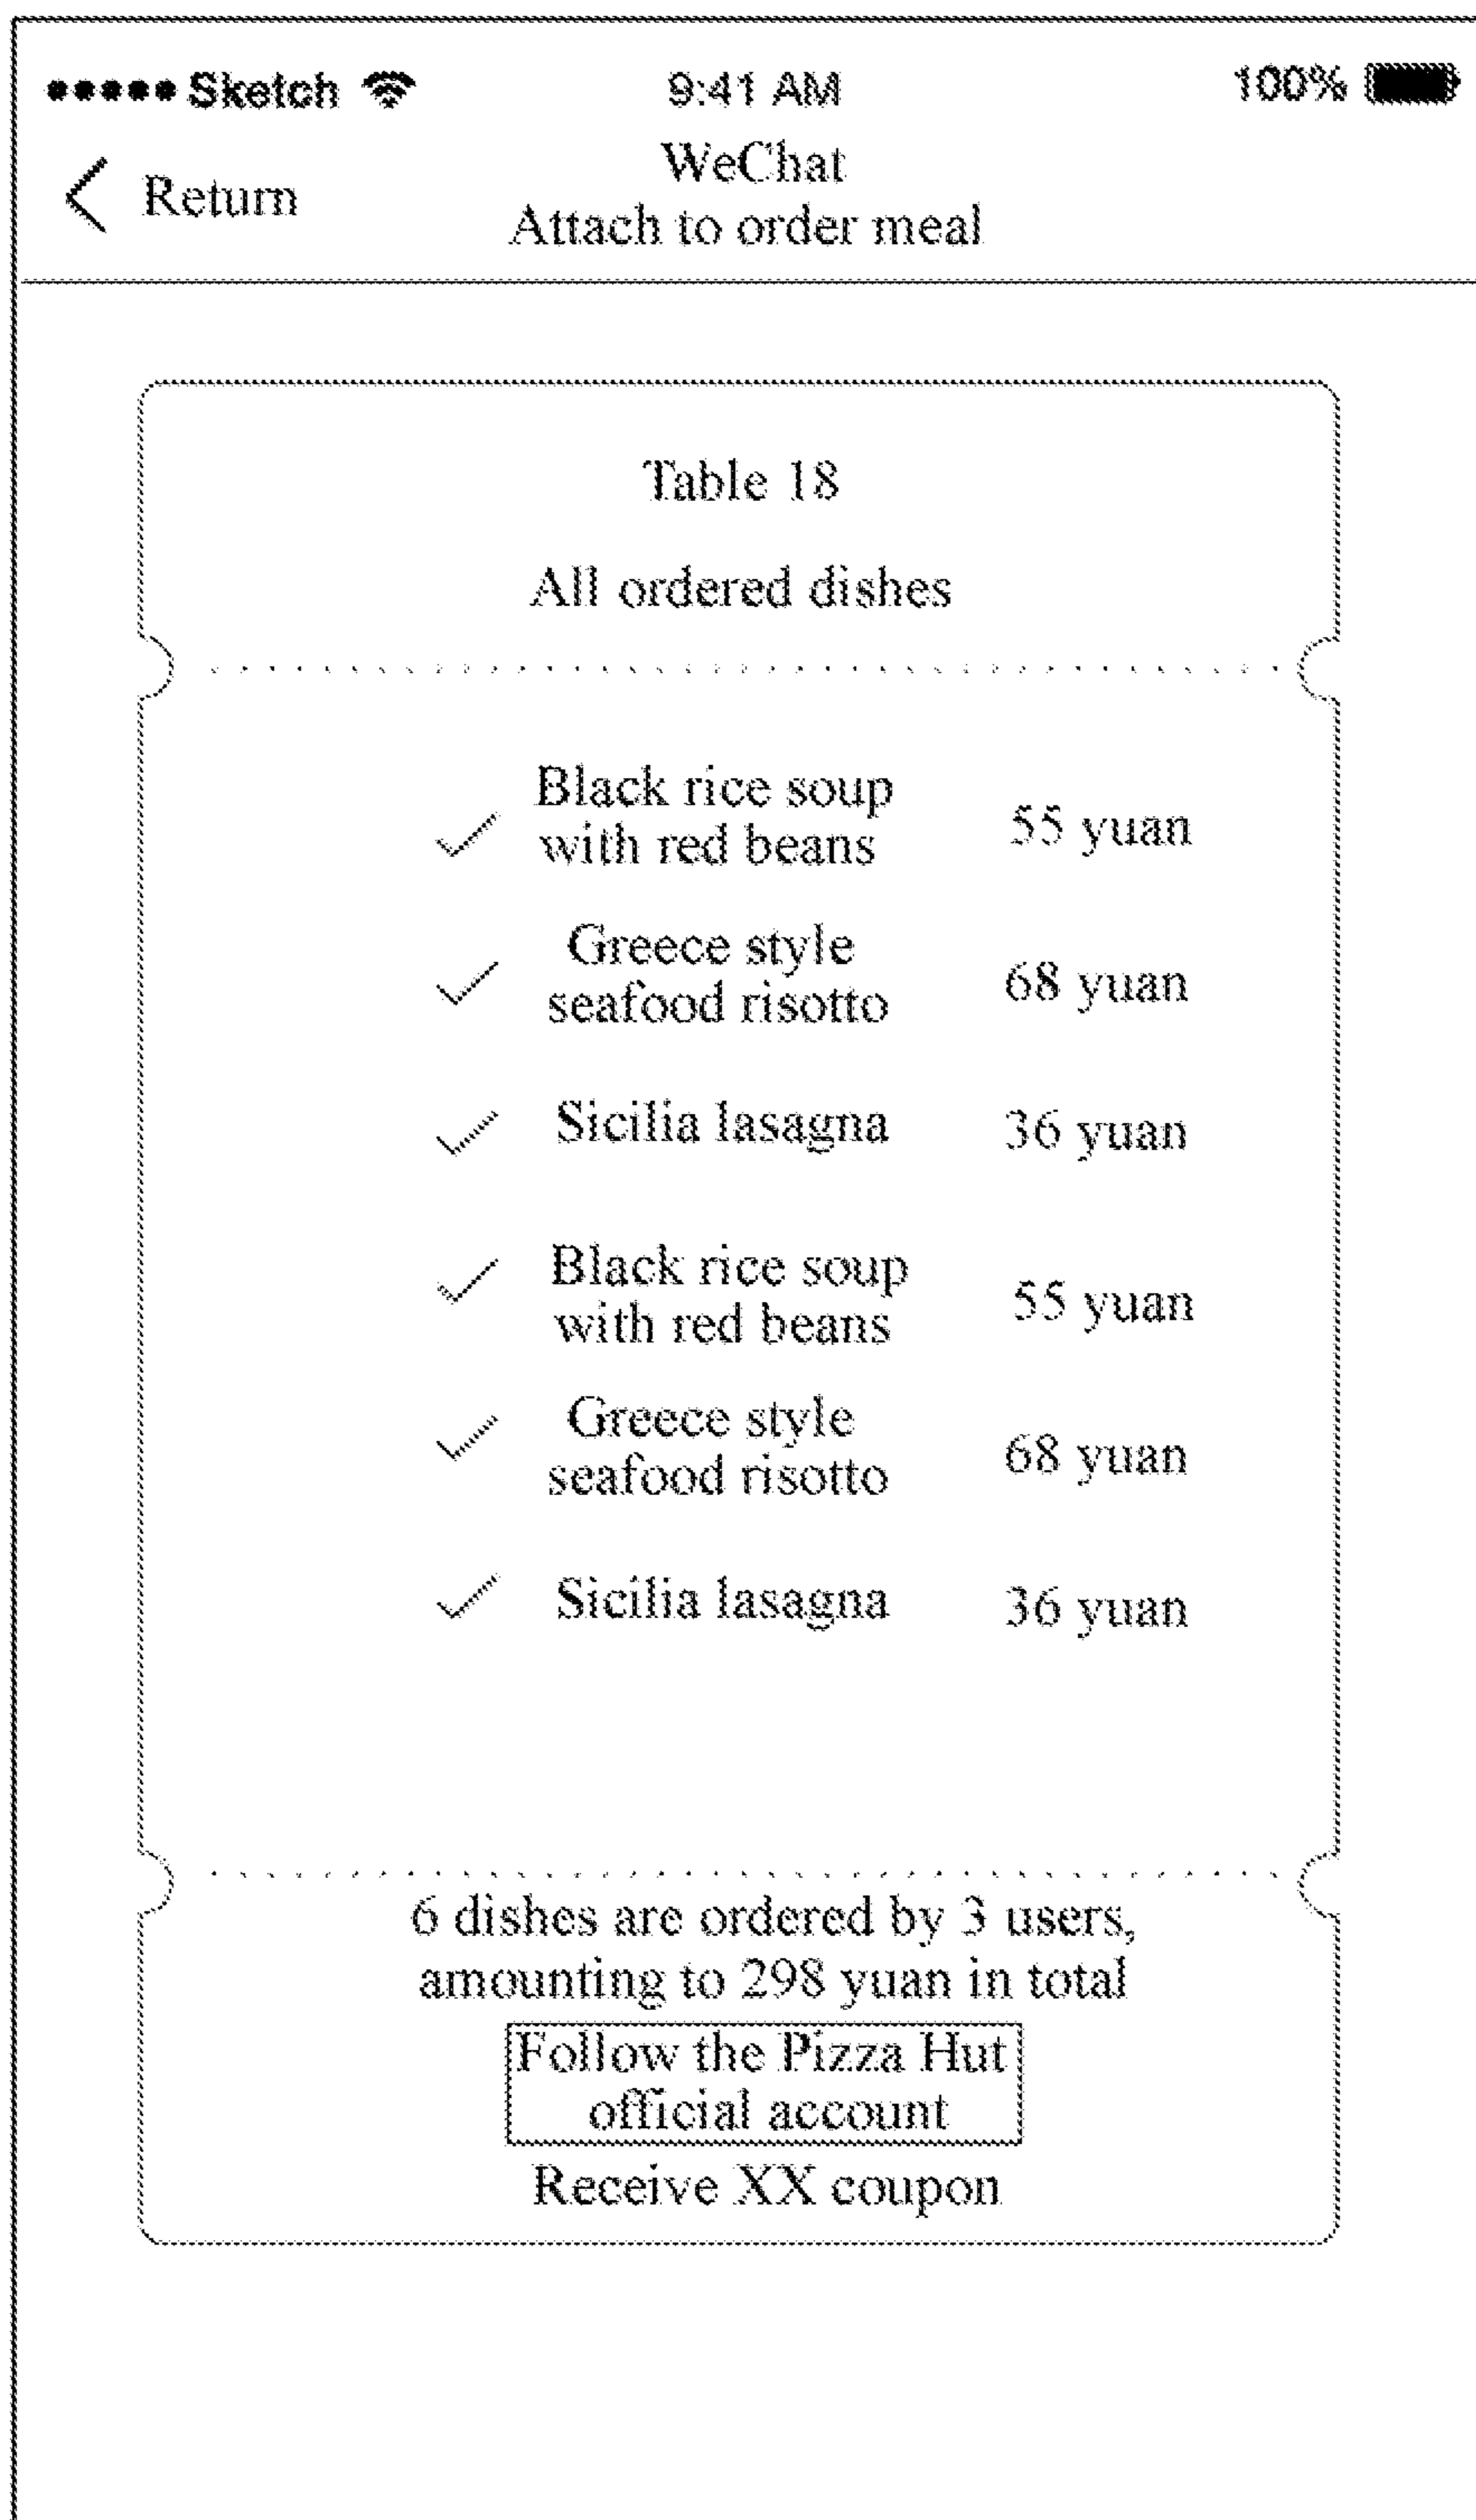 Sketch 9:41 AM 100%
WeChat
Return
Attach to order meal
Table 18
All ordered dishes
Black rice soup
with red beans
55 yuan
Greece style
seafood risotto
68 yuan
Sicilia lasagna 36 yuan
Black rice soup
with red beans
55 yuan
Greece style
seafood risotto
68 yuan
Sicilia lasagna 36 yuan
6 dishes are ordered by 3 users,
amounting to 298 yuan in total
Follow the Pizza Hut
official account
Receive XX coupon